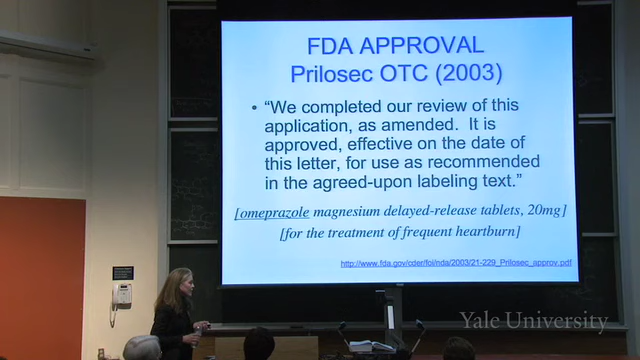 FDA APPROVAL
Prilosec OTC (2003)
• “We completed our review of this
application, as amended. It is
approved, effective on the date of
this letter, for use as recommended
in the agreed-upon labeling text.”
[omeprazole magnesium delayed-release tablets, 20mg]
[for the treatment of frequent heartburn]
http://www.fda.gov/cder/foi/nda/2003/21-229_Prilosec_approv.pdf
Yale University